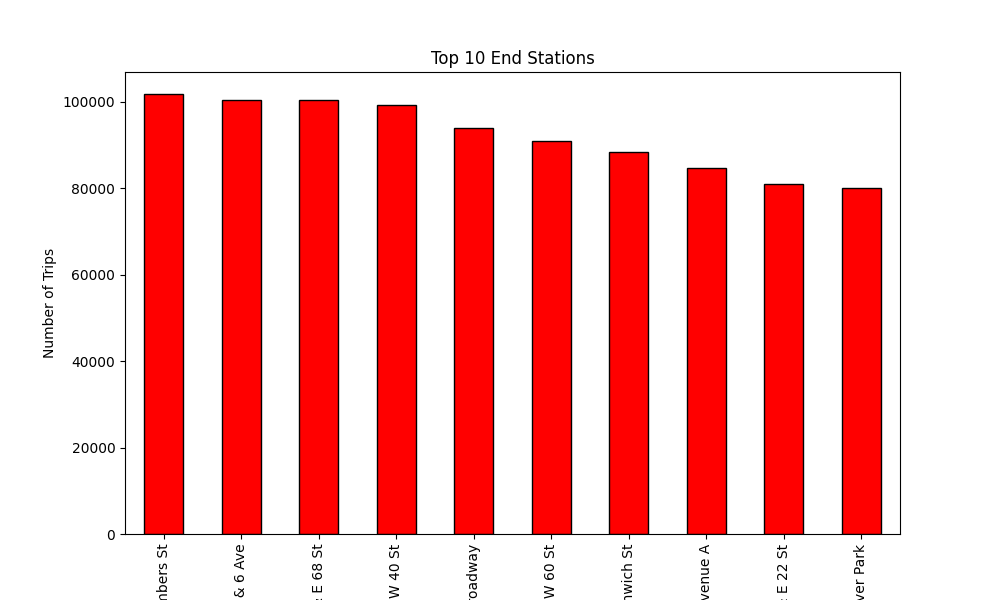 Top 10 End Stations
Number of Trips
100000
80000
60000
40000
20000
0
mbers St
& 6 Ave
E 68 St
W 40 St
roadway
W 60 St
nwich St
venue A
E 22 St
ver Park